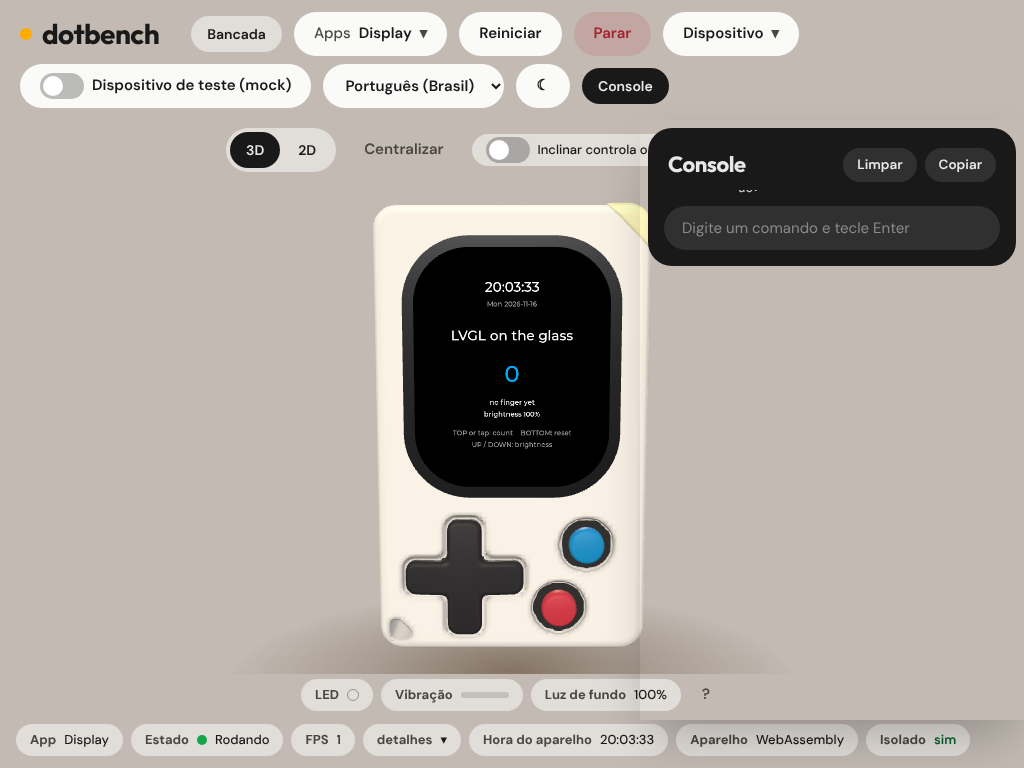 dotbench
Bancada
Apps Display ▾
Reiniciar
Parar
Dispositivo ▾
Dispositivo de teste (mock)
Português (Brasil)
Console
3D
2D
Centralizar
Inclinar controla o
Console
Limpar
Copiar
Digite um comando e tecle Enter
20:03:33
Mon 2026-11-16
LVGL on the glass
0
no finger yet
brightness 100%
TOP or tap: count BOTTOM: reset
UP / DOWN: brightness
LED
Vibração
Luz de fundo 100%
?
App Display
Estado Rodando
FPS 1
detalhes ▾
Hora do aparelho 20:03:33
Aparelho WebAssembly
Isolado sim